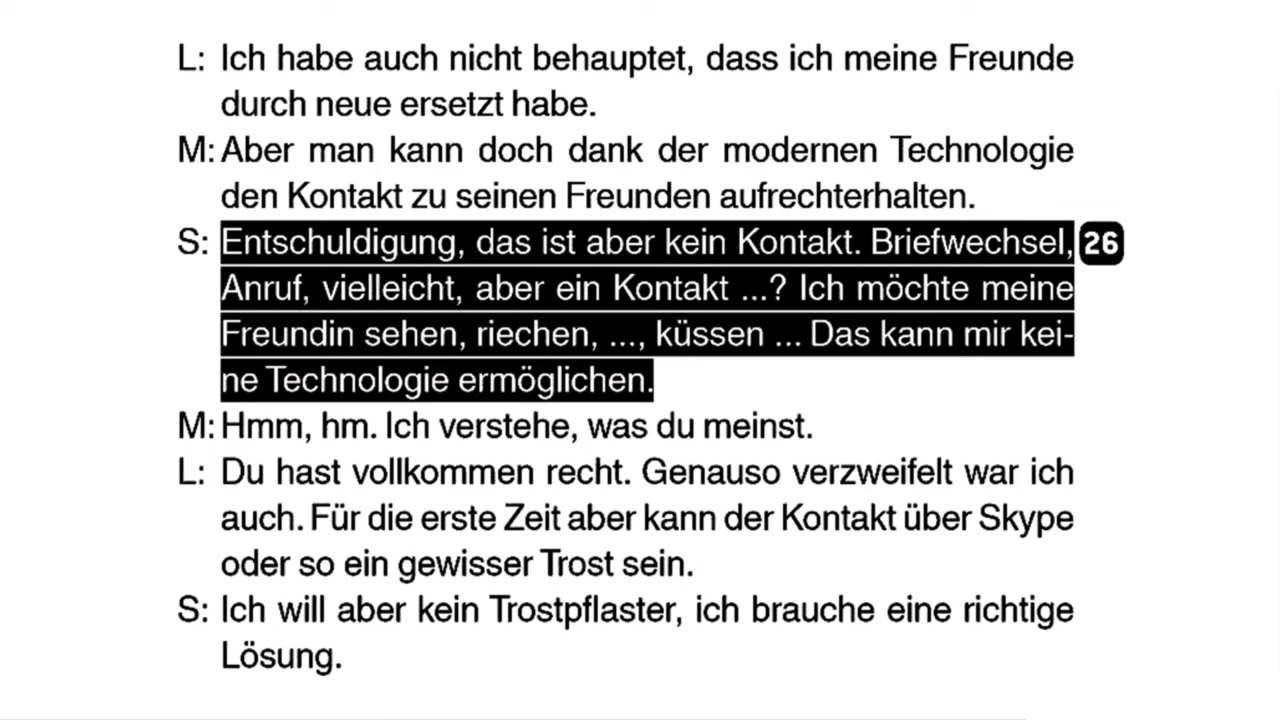 L: Ich habe auch nicht behauptet, dass ich meine Freunde
durch neue ersetzt habe.
M: Aber man kann doch dank der modernen Technologie
den Kontakt zu seinen Freunden aufrechterhalten.
S: Entschuldigung, das ist aber kein Kontakt. Briefwechsel, 26
Anruf, vielleicht, aber ein Kontakt ...? Ich möchte meine
Freundin sehen, riechen, ..., küssen ... Das kann mir kei-
ne Technologie ermöglichen.
M: Hmm, hm. Ich verstehe, was du meinst.
L: Du hast vollkommen recht. Genauso verzweifelt war ich
auch. Für die erste Zeit aber kann der Kontakt über Skype
oder so ein gewisser Trost sein.
S: Ich will aber kein Trostpflaster, ich brauche eine richtige
Lösung.